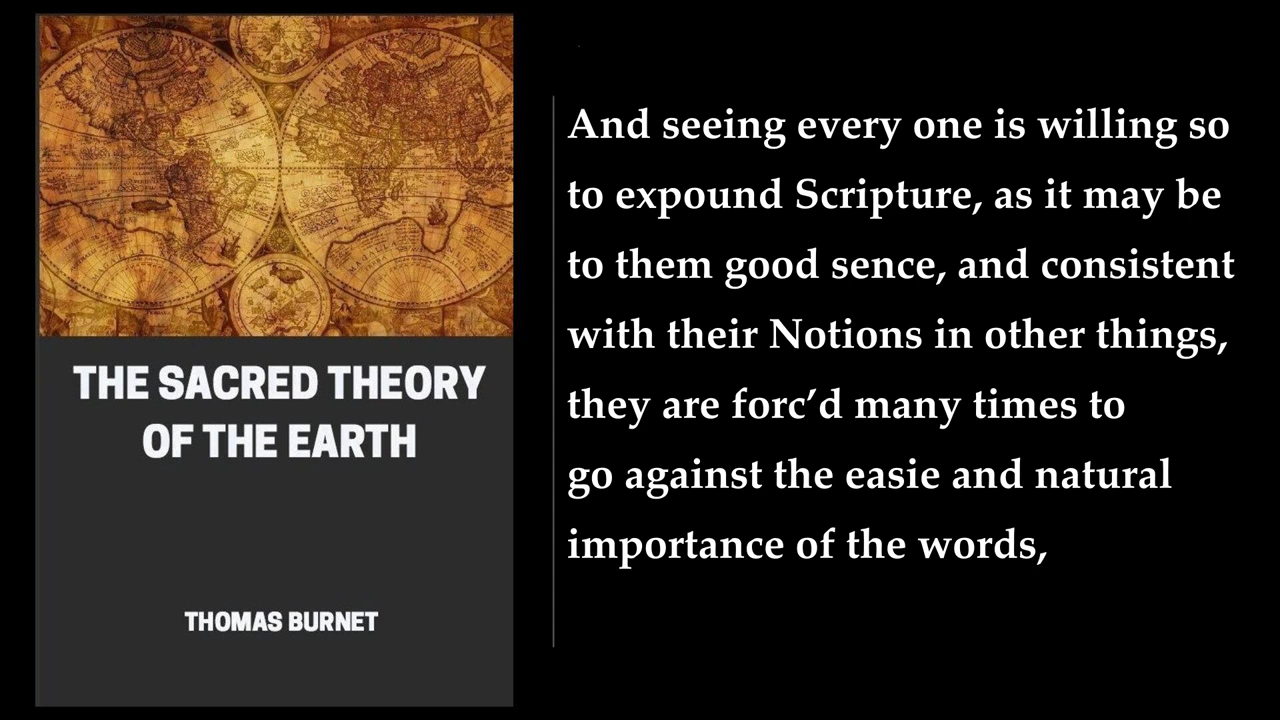 THE SACRED THEORY
OF THE EARTH
THOMAS BURNET
And seeing every one is willing so
to expound Scripture, as it may be
to them good sence, and consistent
with their Notions in other things,
they are forc’d many times to
go against the easie and natural
importance of the words,